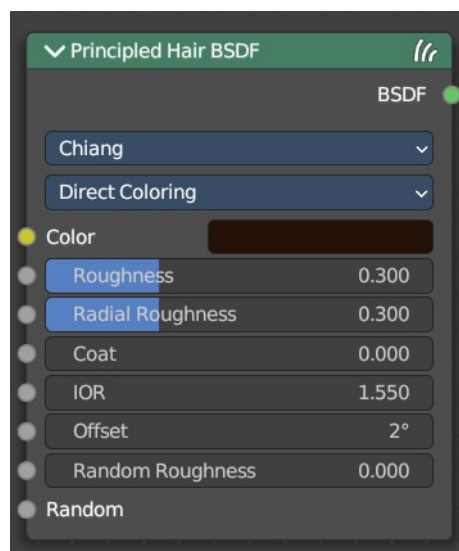 Principled Hair BSDF
BSDF
Chiang
Direct Coloring
Color
Roughness 0.300
Radial Roughness 0.300
Coat 0.000
IOR 1.550
Offset 2°
Random Roughness 0.000
Random